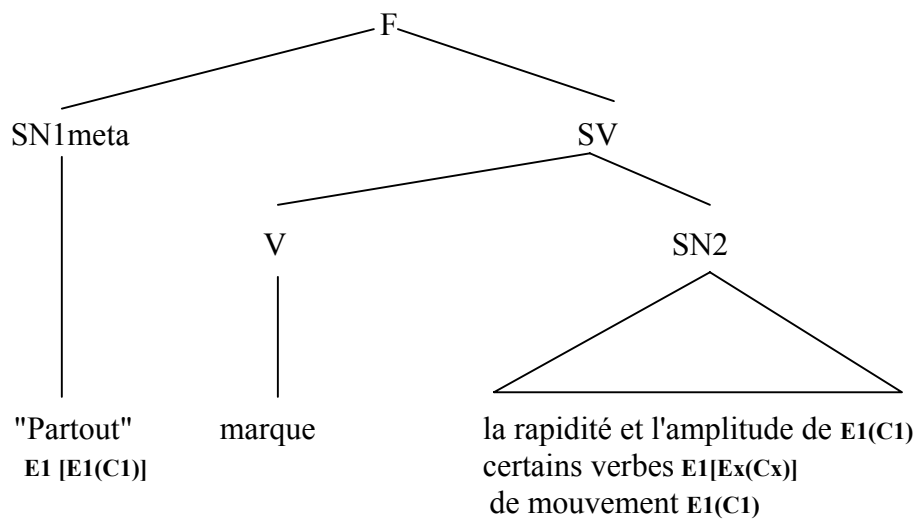 F
SN1meta SV
V SN2
"Partout" marque la rapidité et l'amplitude de E1(C1)
E1 [E1(C1)] certains verbes E1[Ex(Cx)]
de mouvement E1(C1)